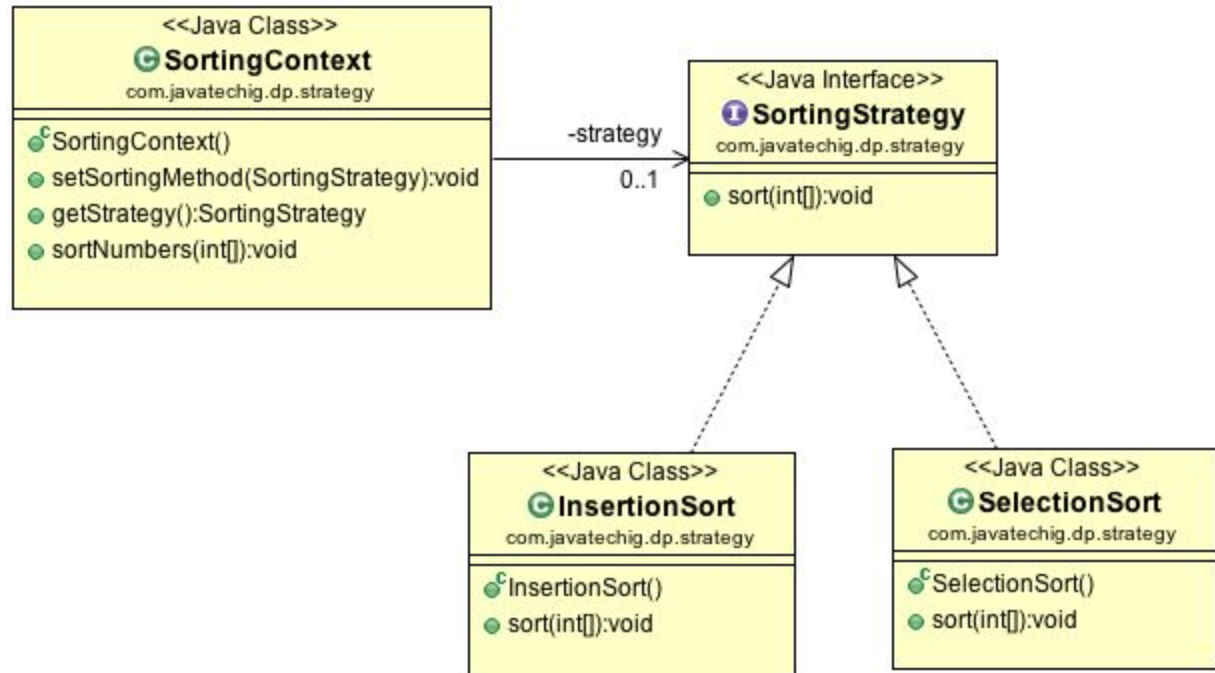 <<Java Class>>
SortingContext
com.javatechig.dp.strategy
SortingContext()
setSortingMethod(SortingStrategy):void
getStrategy():SortingStrategy
sortNumbers(int[]):void
-strategy
0..1
<<Java Interface>>
SortingStrategy
com.javatechig.dp.strategy
sort(int[]):void
<<Java Class>>
InsertionSort
com.javatechig.dp.strategy
InsertionSort()
sort(int[]):void
<<Java Class>>
SelectionSort
com.javatechig.dp.strategy
SelectionSort()
sort(int[]):void